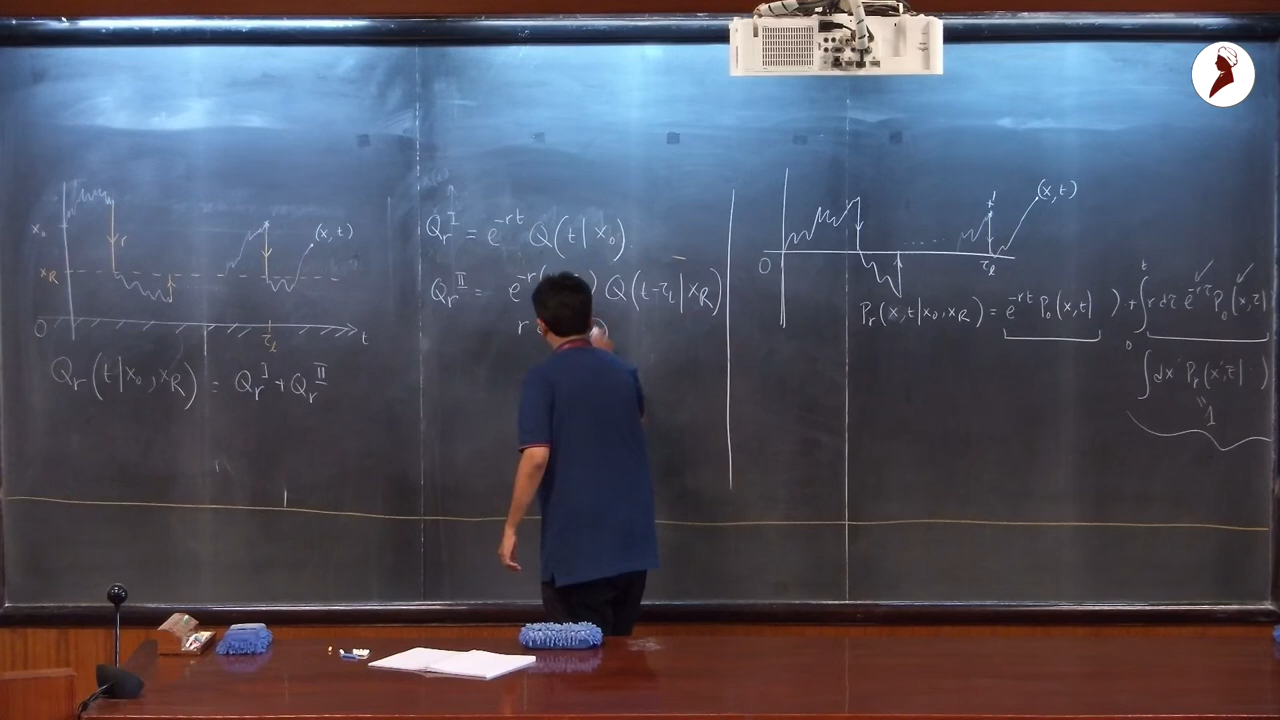 x₀
r
(x,t)
x_R
0
τ_l
t
Q_r(t|x₀,x_R) = Q_r^I + Q_r^II
Q_r^I = e^{-rt} Q(t|x₀).
Q_r^II = e^{-r( ) Q(t-τ_l|x_R)
r
x'
(x,t)
0
τ_l
P_r(x,t|x₀,x_R) = e^{-rt} P₀(x,t| ) + ∫₀^t r dτ e^{-rτ} P₀(x,τ|
∫dx' P_r(x',τ| )
"
1